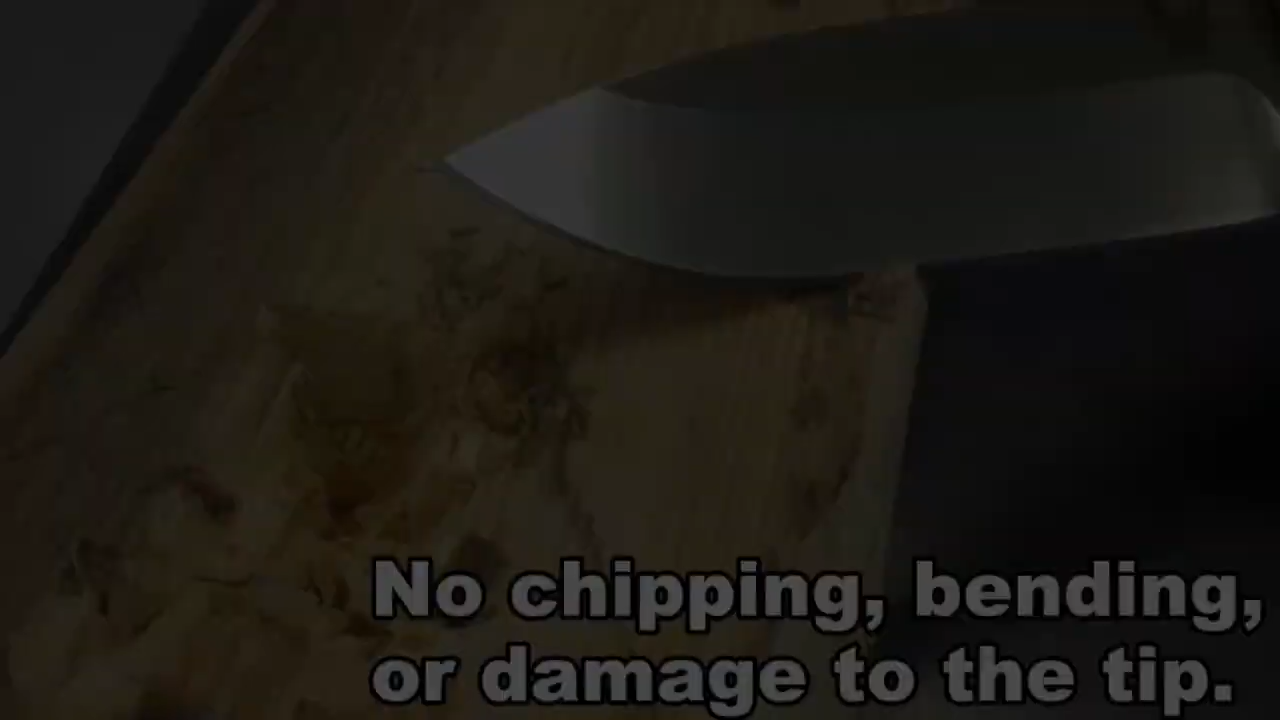 No chipping, bending,
or damage to the tip.